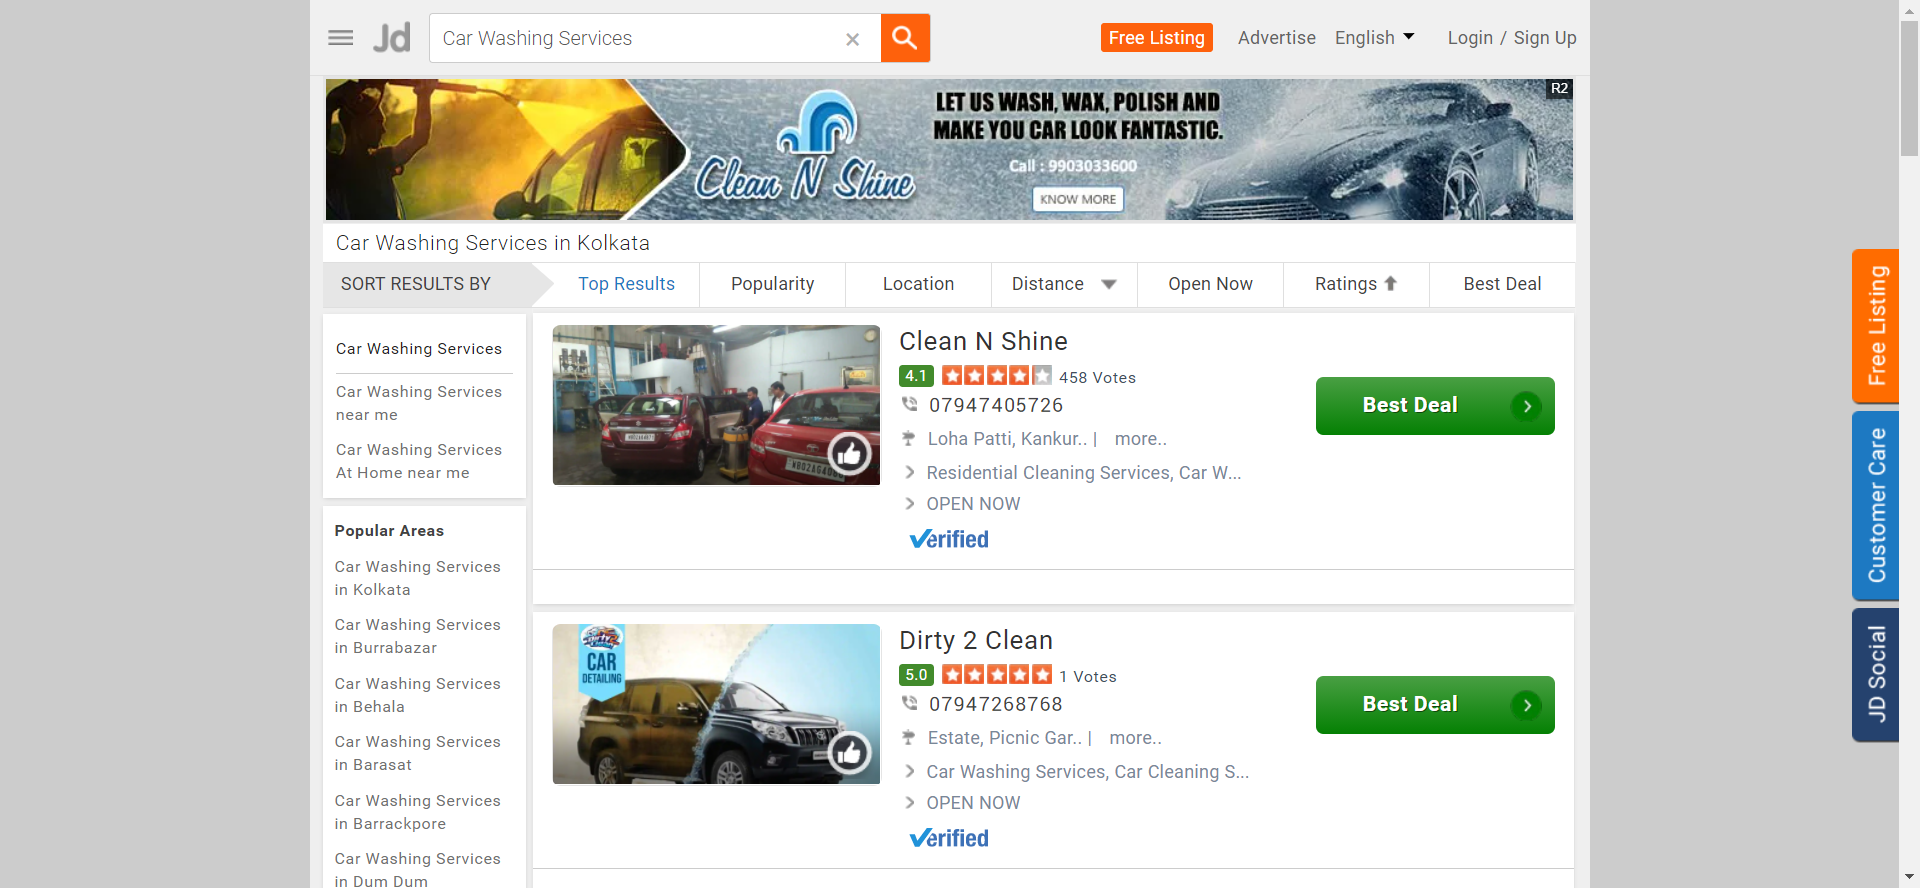 Jd
Car Washing Services
Free Listing
Advertise
English
Login / Sign Up
R2
LET US WASH, WAX, POLISH AND
MAKE YOU CAR LOOK FANTASTIC.
Clean N Shine
Call : 9903033600
KNOW MORE
Car Washing Services in Kolkata
SORT RESULTS BY
Top Results
Popularity
Location
Distance
Open Now
Ratings
Best Deal
Car Washing Services
Car Washing Services
near me
Car Washing Services
At Home near me
Popular Areas
Car Washing Services
in Kolkata
Car Washing Services
in Burrabazar
Car Washing Services
in Behala
Car Washing Services
in Barasat
Car Washing Services
in Barrackpore
Car Washing Services
in Dum Dum
Clean N Shine
4.1 458 Votes
07947405726
Loha Patti, Kankur.. | more..
Residential Cleaning Services, Car W...
OPEN NOW
Verified
Best Deal
CAR
DETAILING
Dirty 2 Clean
5.0 1 Votes
07947268768
Estate, Picnic Gar.. | more..
Car Washing Services, Car Cleaning S...
OPEN NOW
Verified
Best Deal
Free Listing
Customer Care
JD Social